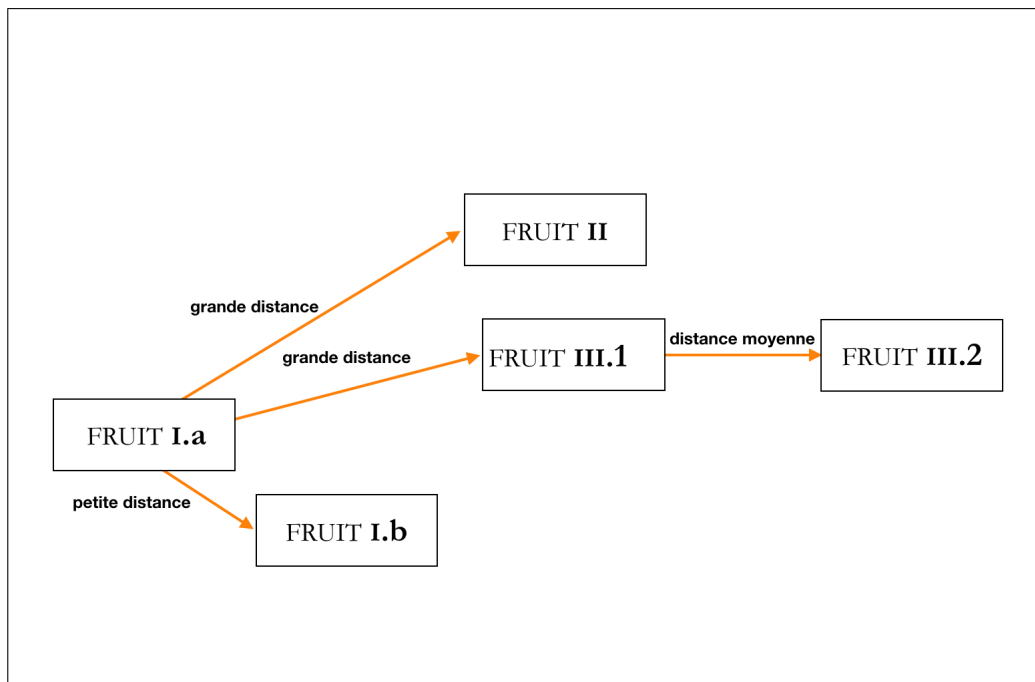 FRUIT II
grande distance
grande distance
FRUIT III.1
distance moyenne
FRUIT III.2
FRUIT I.a
petite distance
FRUIT I.b